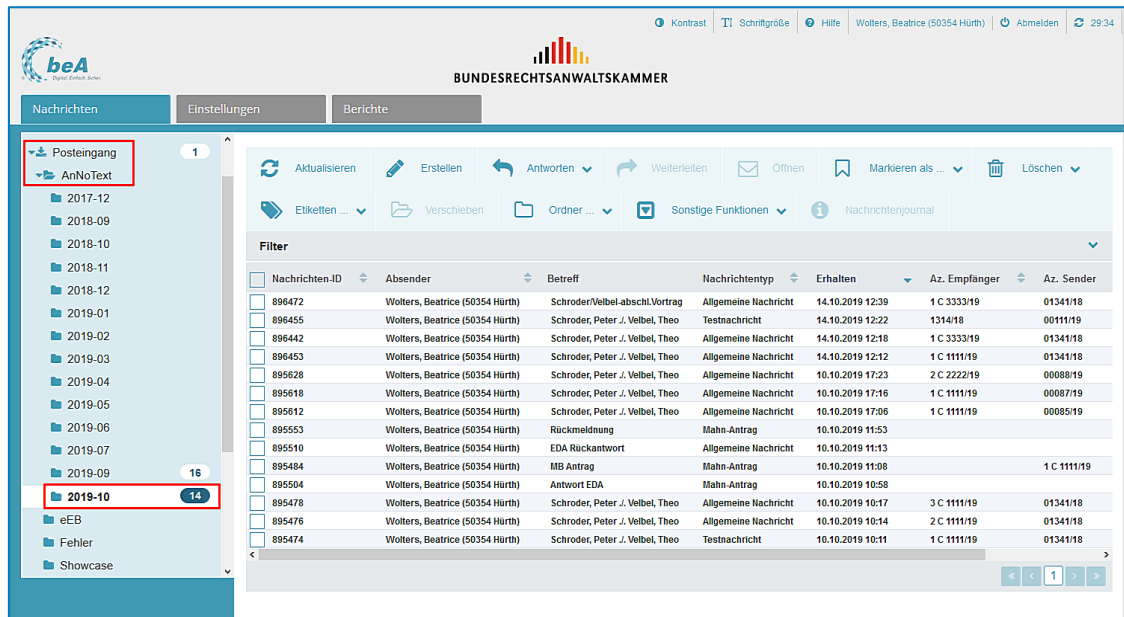 Kontrast Schriftgröße Hilfe Wolters, Beatrice (50354 Hürth) Abmelden 29:34
beA
Digital. Einfach. Sicher.
BUNDESRECHTSANWALTSKAMMER
Nachrichten Einstellungen Berichte
Posteingang 1
AnNoText
2017-12
2018-09
2018-10
2018-11
2018-12
2019-01
2019-02
2019-03
2019-04
2019-05
2019-06
2019-07
2019-09 16
2019-10 14
eEB
Fehler
Showcase
Aktualisieren Erstellen Antworten Weiterleiten Öffnen Markieren als ... Löschen
Etiketten ... Verschieben Ordner ... Sonstige Funktionen Nachrichtenjournal
Filter
Nachrichten-ID Absender Betreff Nachrichtentyp Erhalten Az. Empfänger Az. Sender
896472 Wolters, Beatrice (50354 Hürth) Schroder/Velbel-abschl.Vortrag Allgemeine Nachricht 14.10.2019 12:39 1 C 3333/19 01341/18
896455 Wolters, Beatrice (50354 Hürth) Schroder, Peter ./. Velbel, Theo Testnachricht 14.10.2019 12:22 1314/18 00111/19
896442 Wolters, Beatrice (50354 Hürth) Schroder, Peter ./. Velbel, Theo Allgemeine Nachricht 14.10.2019 12:18 1 C 3333/19 01341/18
896453 Wolters, Beatrice (50354 Hürth) Schroder, Peter ./. Velbel, Theo Allgemeine Nachricht 14.10.2019 12:12 1 C 1111/19 01341/18
895628 Wolters, Beatrice (50354 Hürth) Schroder, Peter ./. Velbel, Theo Allgemeine Nachricht 10.10.2019 17:23 2 C 2222/19 00088/19
895618 Wolters, Beatrice (50354 Hürth) Schroder, Peter ./. Velbel, Theo Allgemeine Nachricht 10.10.2019 17:16 1 C 1111/19 00087/19
895612 Wolters, Beatrice (50354 Hürth) Schroder, Peter ./. Velbel, Theo Allgemeine Nachricht 10.10.2019 17:06 1 C 1111/19 00085/19
895553 Wolters, Beatrice (50354 Hürth) Rückmeldnung Mahn-Antrag 10.10.2019 11:53
895510 Wolters, Beatrice (50354 Hürth) EDA Rückantwort Allgemeine Nachricht 10.10.2019 11:13
895484 Wolters, Beatrice (50354 Hürth) MB Antrag Mahn-Antrag 10.10.2019 11:08 1 C 1111/19
895504 Wolters, Beatrice (50354 Hürth) Antwort EDA Mahn-Antrag 10.10.2019 10:58
895478 Wolters, Beatrice (50354 Hürth) Schroder, Peter ./. Velbel, Theo Allgemeine Nachricht 10.10.2019 10:17 3 C 1111/19 01341/18
895476 Wolters, Beatrice (50354 Hürth) Schroder, Peter ./. Velbel, Theo Allgemeine Nachricht 10.10.2019 10:14 2 C 1111/19 01341/18
895474 Wolters, Beatrice (50354 Hürth) Schroder, Peter ./. Velbel, Theo Testnachricht 10.10.2019 10:11 1 C 1111/19 01341/18
1